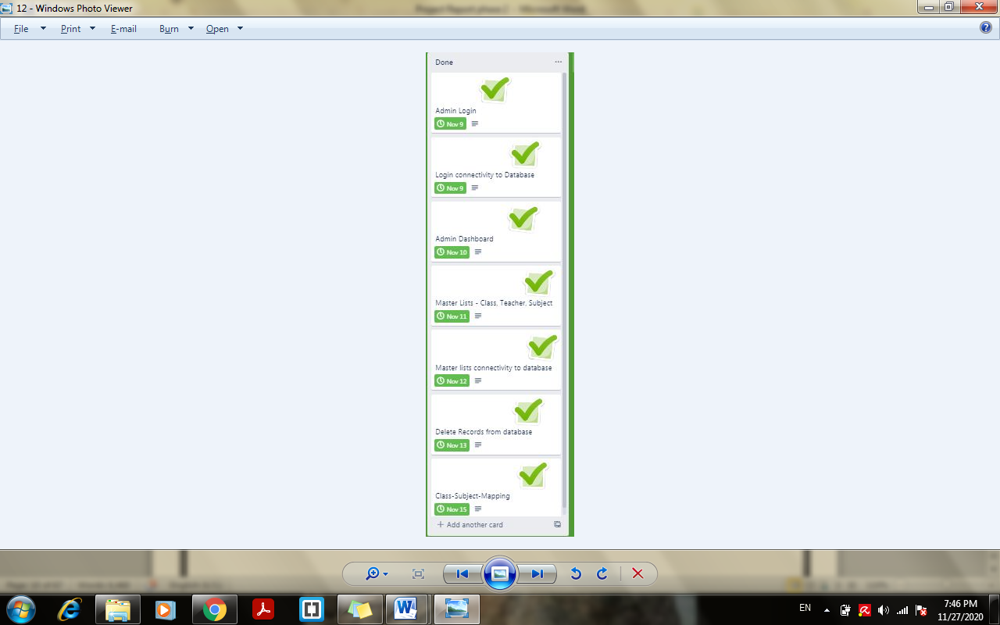 12 - Windows Photo Viewer
Project Report phase 2 - Microsoft Word
File Print E-mail Burn Open
Done
Admin Login
Nov 9
Login connectivity to Database
Nov 9
Admin Dashboard
Nov 10
Master Lists - Class, Teacher, Subject
Nov 11
Master lists connectivity to database
Nov 12
Delete Records from database
Nov 13
Class-Subject-Mapping
Nov 15
+ Add another card
EN
7:46 PM
11/27/2020